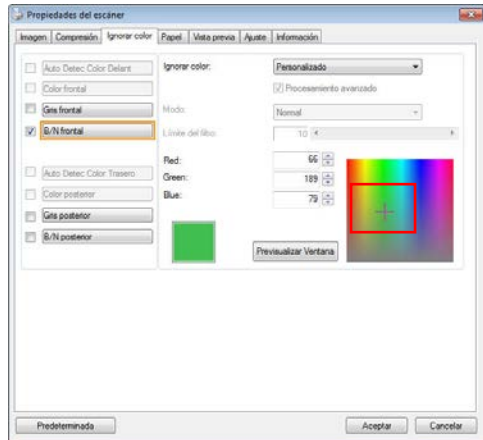 Propiedades del escáner
Imagen Compresión Ignorar color Papel Vista previa Ajuste Información
Auto Detec Color Delant
Color frontal
Gris frontal
B/N frontal
Auto Detec Color Trasero
Color posterior
Gris posterior
B/N posterior
Ignorar color: Personalizado
Procesamiento avanzado
Modo: Normal
Límite del filtro: 10
Red: 66
Green: 189
Blue: 79
Previsualizar Ventana
Predeterminada Aceptar Cancelar